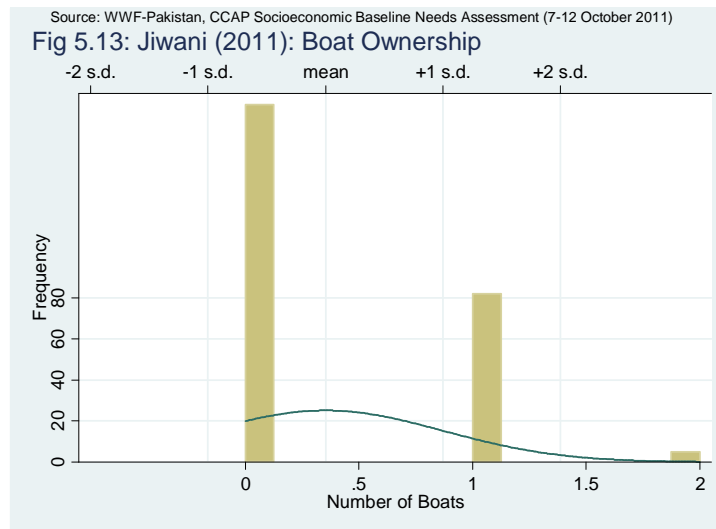 Source: WWF-Pakistan, CCAP Socioeconomic Baseline Needs Assessment (7-12 October 2011)
Fig 5.13: Jiwani (2011): Boat Ownership
-2 s.d. -1 s.d. mean +1 s.d. +2 s.d.
Frequency
80
60
40
20
0
0 .5 1 1.5 2
Number of Boats